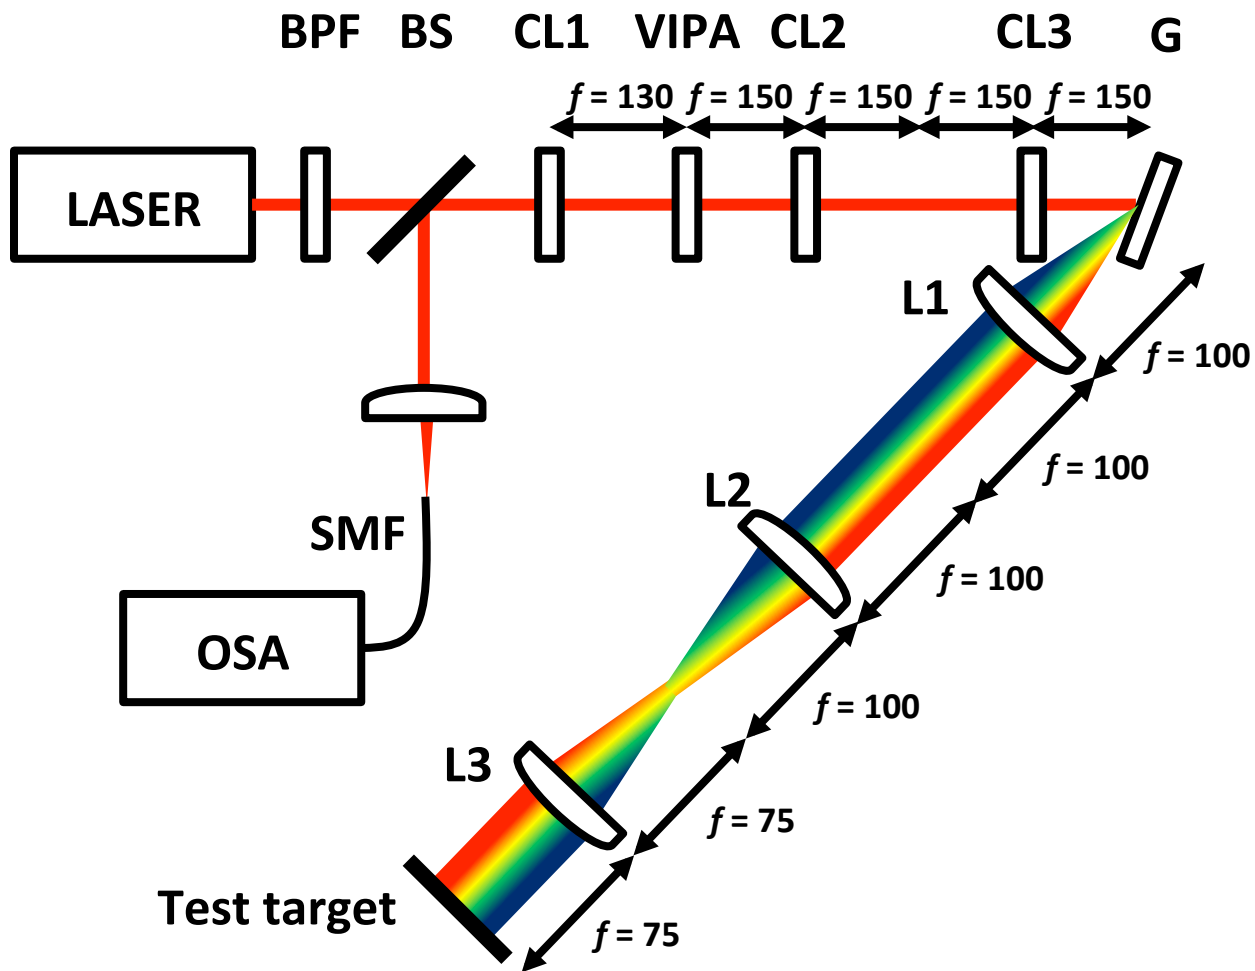 BPF BS CL1 VIPA CL2 CL3 G
f = 130 f = 150 f = 150 f = 150 f = 150
LASER
L1
f = 100
f = 100
L2
SMF
f = 100
OSA
f = 100
L3
f = 75
Test target
f = 75